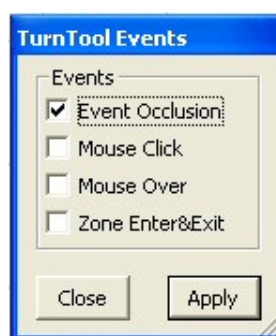 TurnTool Events
Events
Event Occlusion
Mouse Click
Mouse Over
Zone Enter&Exit
Close Apply